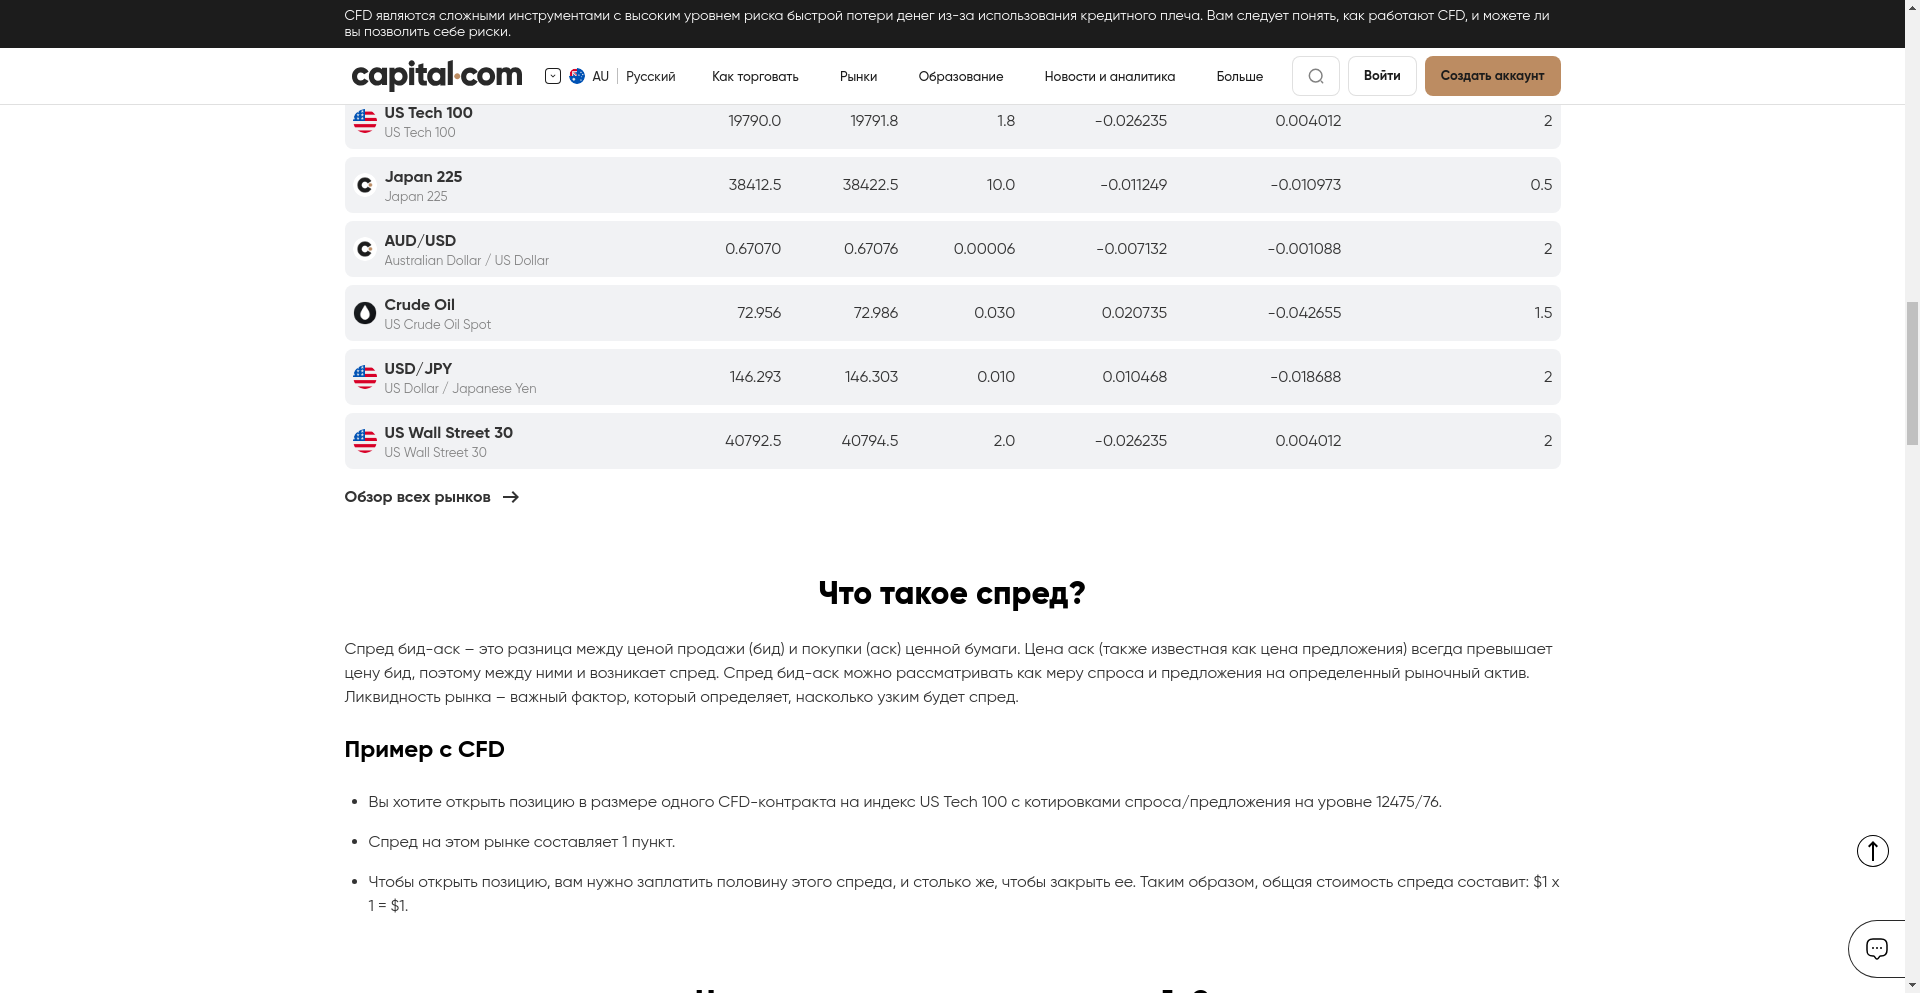 CFD являются сложными инструментами с высоким уровнем риска быстрой потери денег из-за использования кредитного плеча. Вам следует понять, как работают CFD, и можете ли
вы позволить себе риски.
capital.com AU Русский Как торговать Рынки Образование Новости и аналитика Больше Войти Создать аккаунт
US Tech 100 19790.0 19791.8 1.8 -0.026235 0.004012 2
US Tech 100
Japan 225 38412.5 38422.5 10.0 -0.011249 -0.010973 0.5
Japan 225
AUD/USD 0.67070 0.67076 0.00006 -0.007132 -0.001088 2
Australian Dollar / US Dollar
Crude Oil 72.956 72.986 0.030 0.020735 -0.042655 1.5
US Crude Oil Spot
USD/JPY 146.293 146.303 0.010 0.010468 -0.018688 2
US Dollar / Japanese Yen
US Wall Street 30 40792.5 40794.5 2.0 -0.026235 0.004012 2
US Wall Street 30
Обзор всех рынков
Что такое спред?
Спред бид-аск – это разница между ценой продажи (бид) и покупки (аск) ценной бумаги. Цена аск (также известная как цена предложения) всегда превышает
цену бид, поэтому между ними и возникает спред. Спред бид-аск можно рассматривать как меру спроса и предложения на определенный рыночный актив.
Ликвидность рынка – важный фактор, который определяет, насколько узким будет спред.
Пример с CFD
Вы хотите открыть позицию в размере одного CFD-контракта на индекс US Tech 100 с котировками спроса/предложения на уровне 12475/76.
Спред на этом рынке составляет 1 пункт.
Чтобы открыть позицию, вам нужно заплатить половину этого спреда, и столько же, чтобы закрыть ее. Таким образом, общая стоимость спреда составит: $1 x
1 = $1.